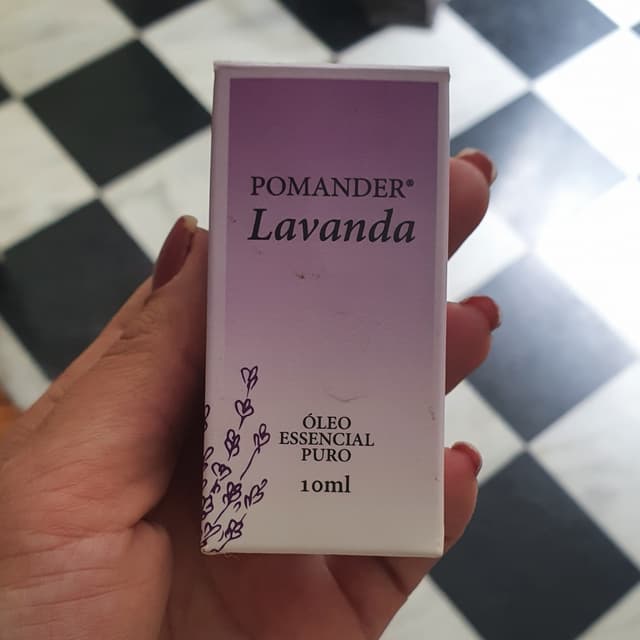 POMANDER®
Lavanda
ÓLEO
ESSENCIAL
PURO
10ml